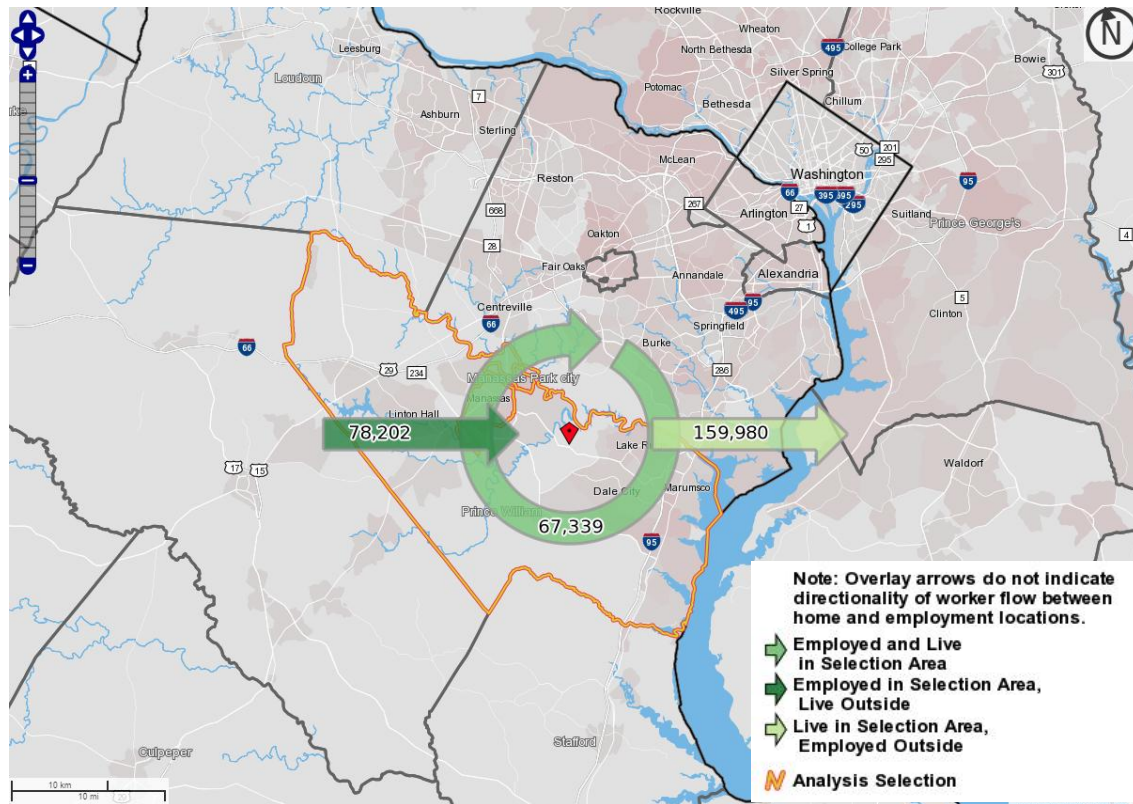 Rockville
Wheaton
North Bethesda
495
College Park
Leesburg
Loudoun
Bowie
301
N
Silver Spring
Potomac
Bethesda
Chillum
7
Ashburn
Sterling
McLean
50
201
295
Washington
Reston
66
395
395
295
95
267
27
Arlington
1
Suitland
Prince George's
668
28
Oakton
4
Fair Oaks
Annandale
Alexandria
Centreville
66
495
95
Springfield
5
Clinton
66
29
234
Burke
286
Manassas Park city
Manassas
Linton Hall
78,202
159,980
Lake R
17
15
Waldorf
Dale City
Marumsco
Prince William
67,339
95
Note: Overlay arrows do not indicate
directionality of worker flow between
home and employment locations.
Employed and Live
in Selection Area
Employed in Selection Area,
Live Outside
Live in Selection Area,
Employed Outside
Analysis Selection
Stafford
Culpeper
10 km
10 mi
29